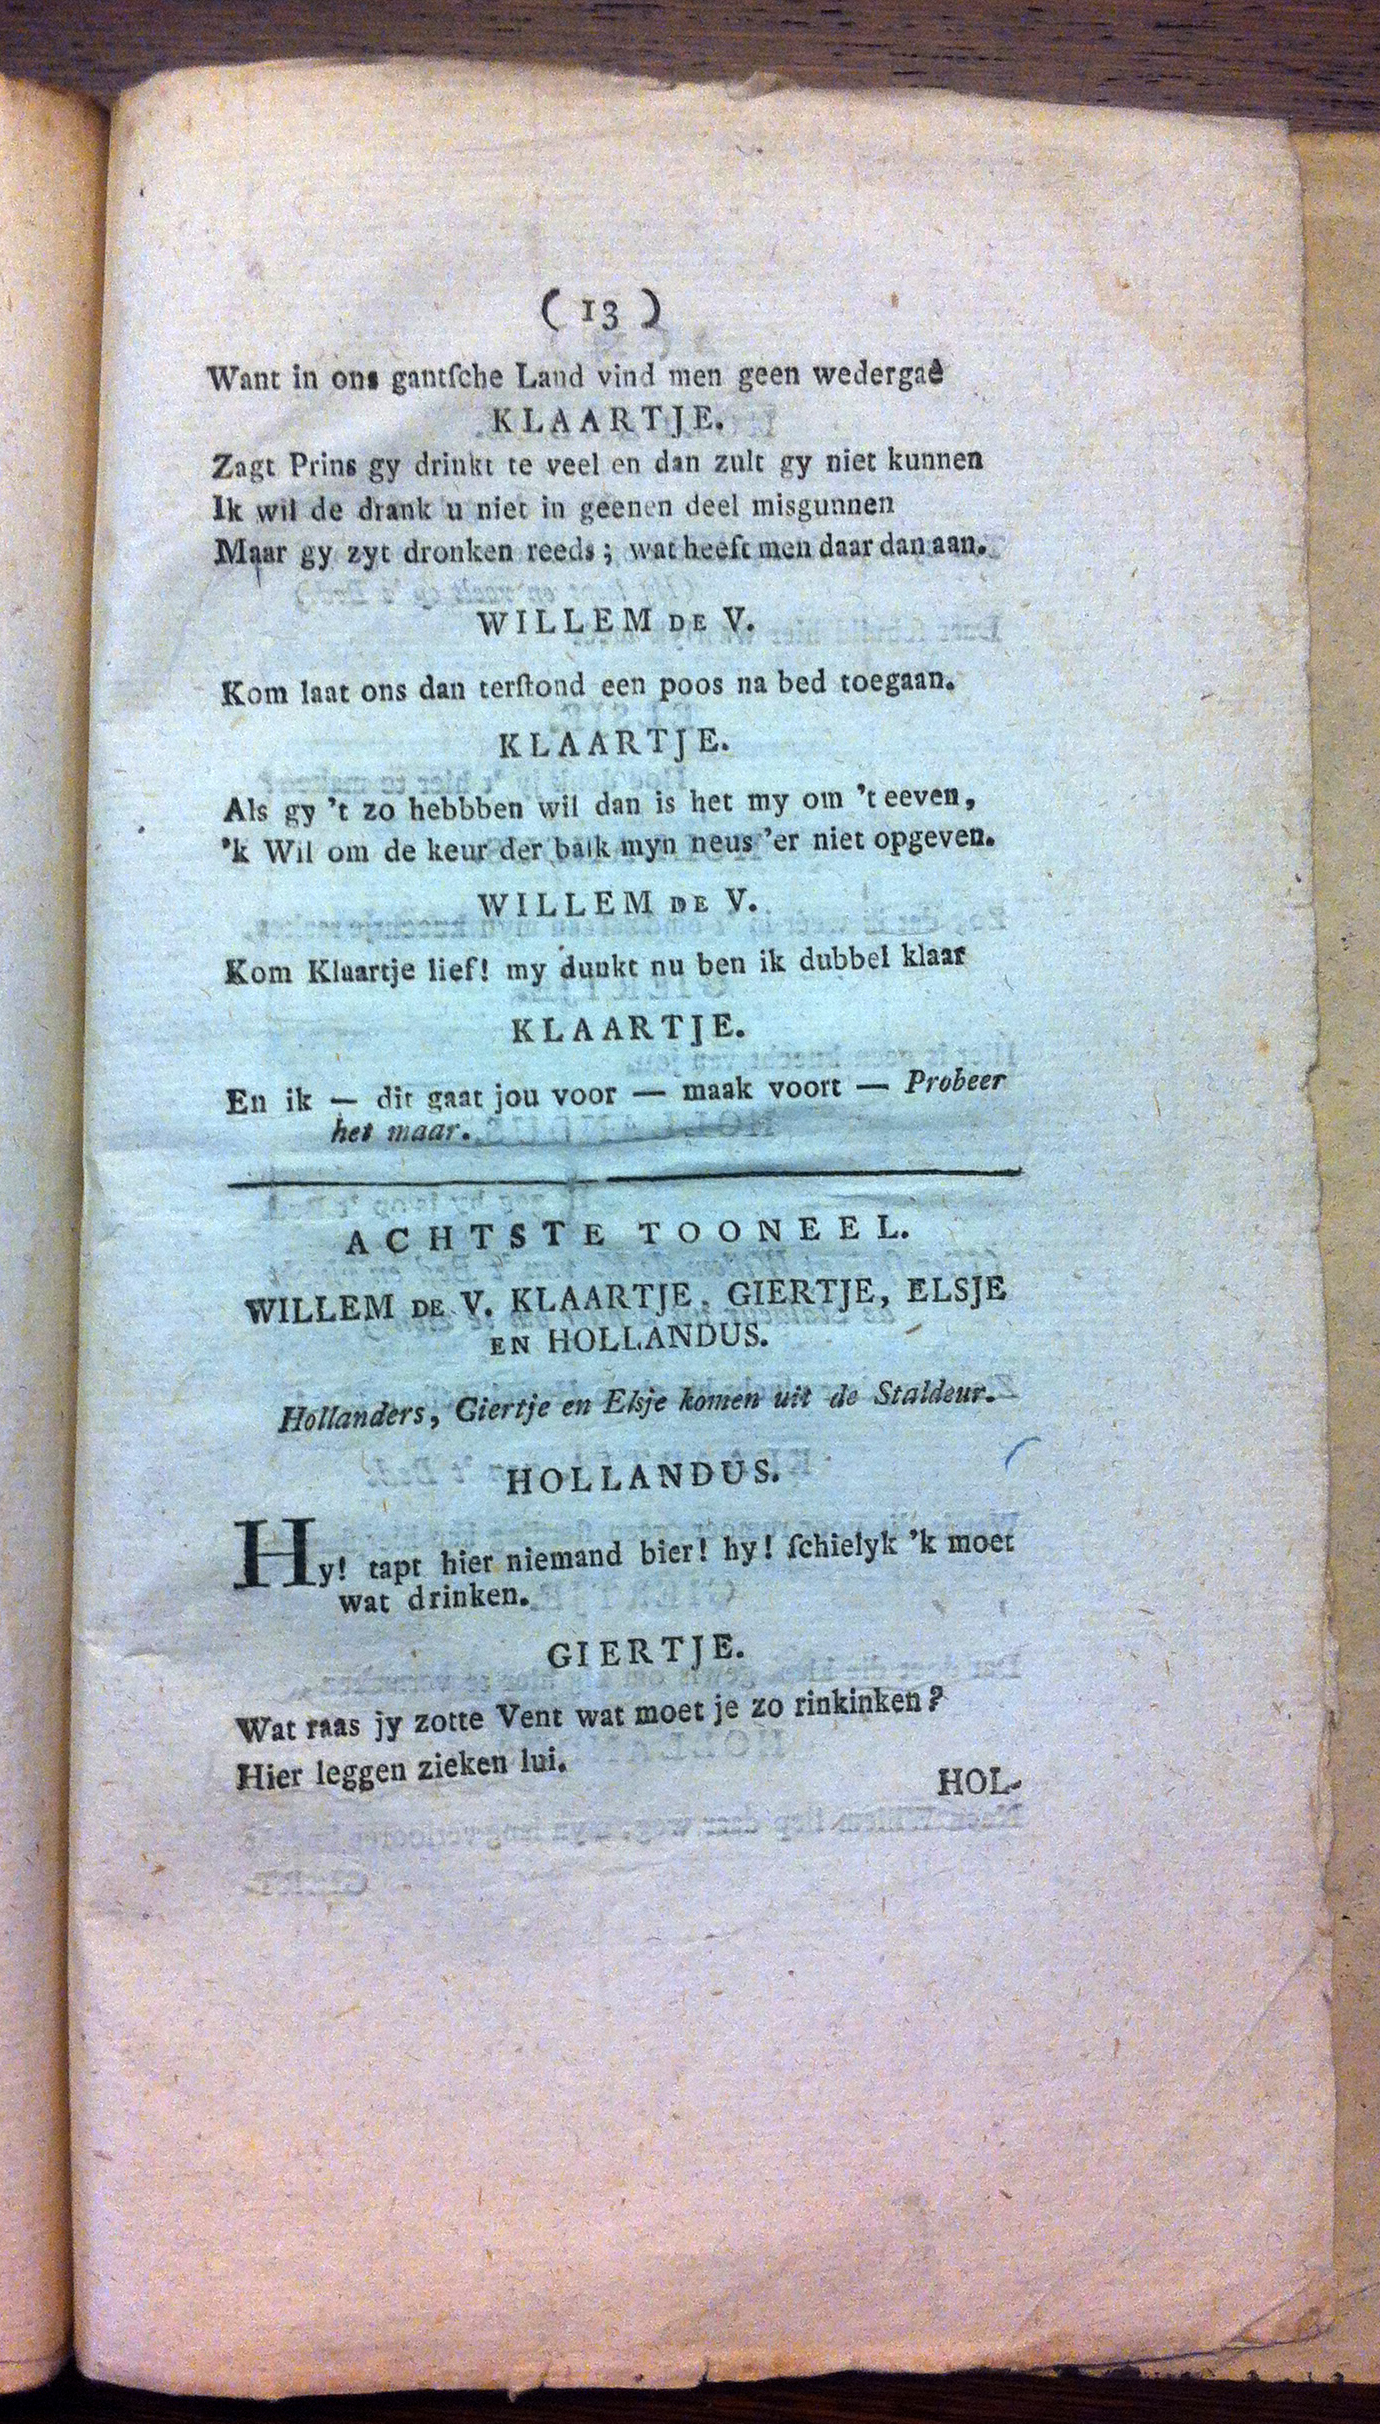 ( 13 )
Want in ons gantſche Land vind men geen wedergaê
KLAARTJE.
Zagt Prins gy drinkt te veel en dan zult gy niet kunnen
Ik wil de drank u niet in geenen deel misgunnen
Maar gy zyt dronken reeds; wat heeft men daar dan aan.
WILLEM DE V.
Kom laat ons dan terſtond een poos na bed toegaan.
KLAARTJE.
Als gy 't zo hebbben wil dan is het my om 't eeven,
'k Wil om de keur der balk myn neus 'er niet opgeven.
WILLEM DE V.
Kom Klaartje lief! my dunkt nu ben ik dubbel klaar
KLAARTJE.
En ik — dit gaat jou voor — maak voort — Probeer
het maar.
ACHTSTE TOONEEL.
WILLEM DE V. KLAARTJE, GIERTJE, ELSJE
EN HOLLANDUS.
Hollanders, Giertje en Elsje komen uit de Staldeur.
HOLLANDUS.
Hy! tapt hier niemand bier! hy! ſchielyk 'k moet
wat drinken.
GIERTJE.
Wat raas jy zotte Vent wat moet je zo rinkinken?
Hier leggen zieken lui.
HOL-